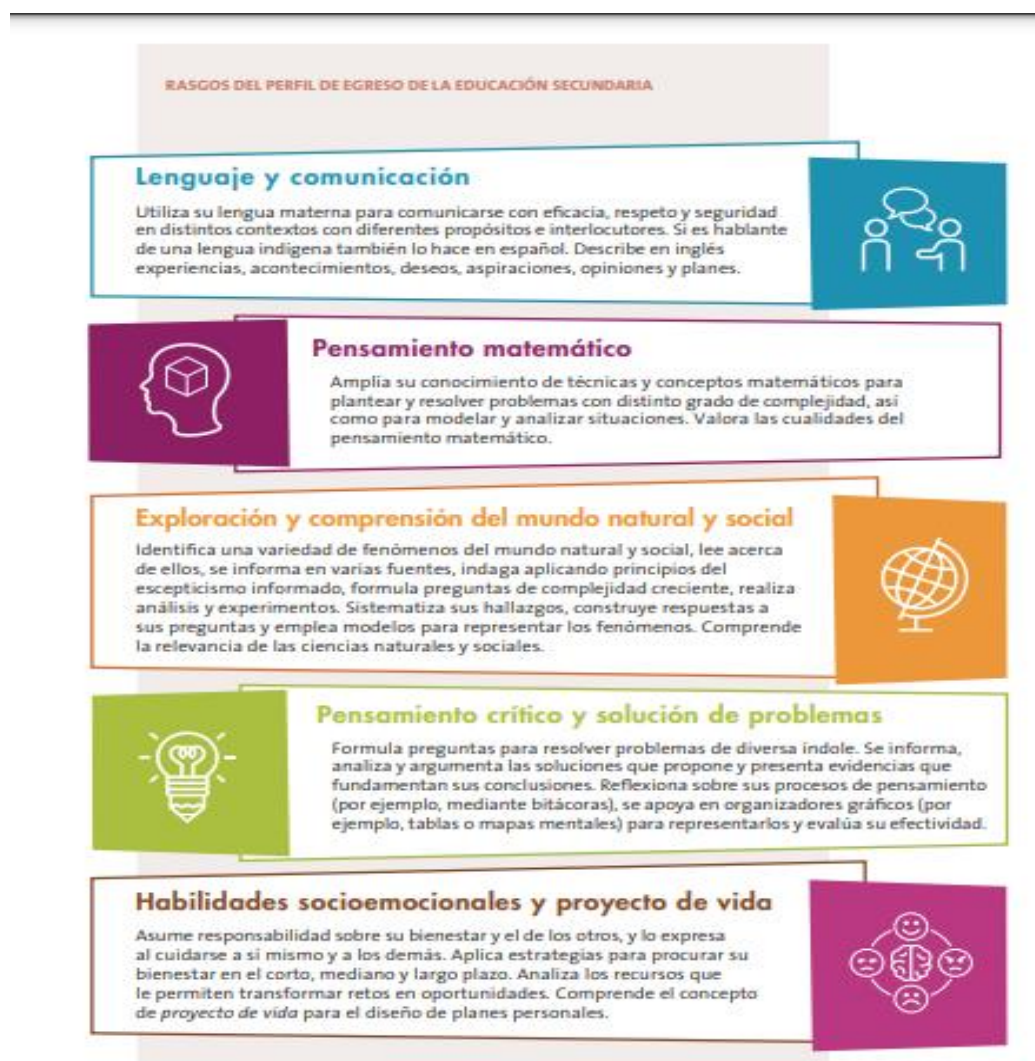 RASGOS DEL PERFIL DE EGRESO DE LA EDUCACIÓN SECUNDARIA
Lenguaje y comunicación
Utiliza su lengua materna para comunicarse con eficacia, respeto y seguridad
en distintos contextos con diferentes propósitos e interlocutores. Si es hablante
de una lengua indígena también lo hace en español. Describe en inglés
experiencias, acontecimientos, deseos, aspiraciones, opiniones y planes.
Pensamiento matemático
Amplía su conocimiento de técnicas y conceptos matemáticos para
plantear y resolver problemas con distinto grado de complejidad, así
como para modelar y analizar situaciones. Valora las cualidades del
pensamiento matemático.
Exploración y comprensión del mundo natural y social
Identifica una variedad de fenómenos del mundo natural y social, lee acerca
de ellos, se informa en varias fuentes, indaga aplicando principios del
escepticismo informado, formula preguntas de complejidad creciente, realiza
análisis y experimentos. Sistematiza sus hallazgos, construye respuestas a
sus preguntas y emplea modelos para representar los fenómenos. Comprende
la relevancia de las ciencias naturales y sociales.
Pensamiento crítico y solución de problemas
Formula preguntas para resolver problemas de diversa índole. Se informa,
analiza y argumenta las soluciones que propone y presenta evidencias que
fundamentan sus conclusiones. Reflexiona sobre sus procesos de pensamiento
(por ejemplo, mediante bitácoras), se apoya en organizadores gráficos (por
ejemplo, tablas o mapas mentales) para representarlos y evalúa su efectividad.
Habilidades socioemocionales y proyecto de vida
Asume responsabilidad sobre su bienestar y el de los otros, y lo expresa
al cuidarse a sí mismo y a los demás. Aplica estrategias para procurar su
bienestar en el corto, mediano y largo plazo. Analiza los recursos que
le permiten transformar retos en oportunidades. Comprende el concepto
de proyecto de vida para el diseño de planes personales.